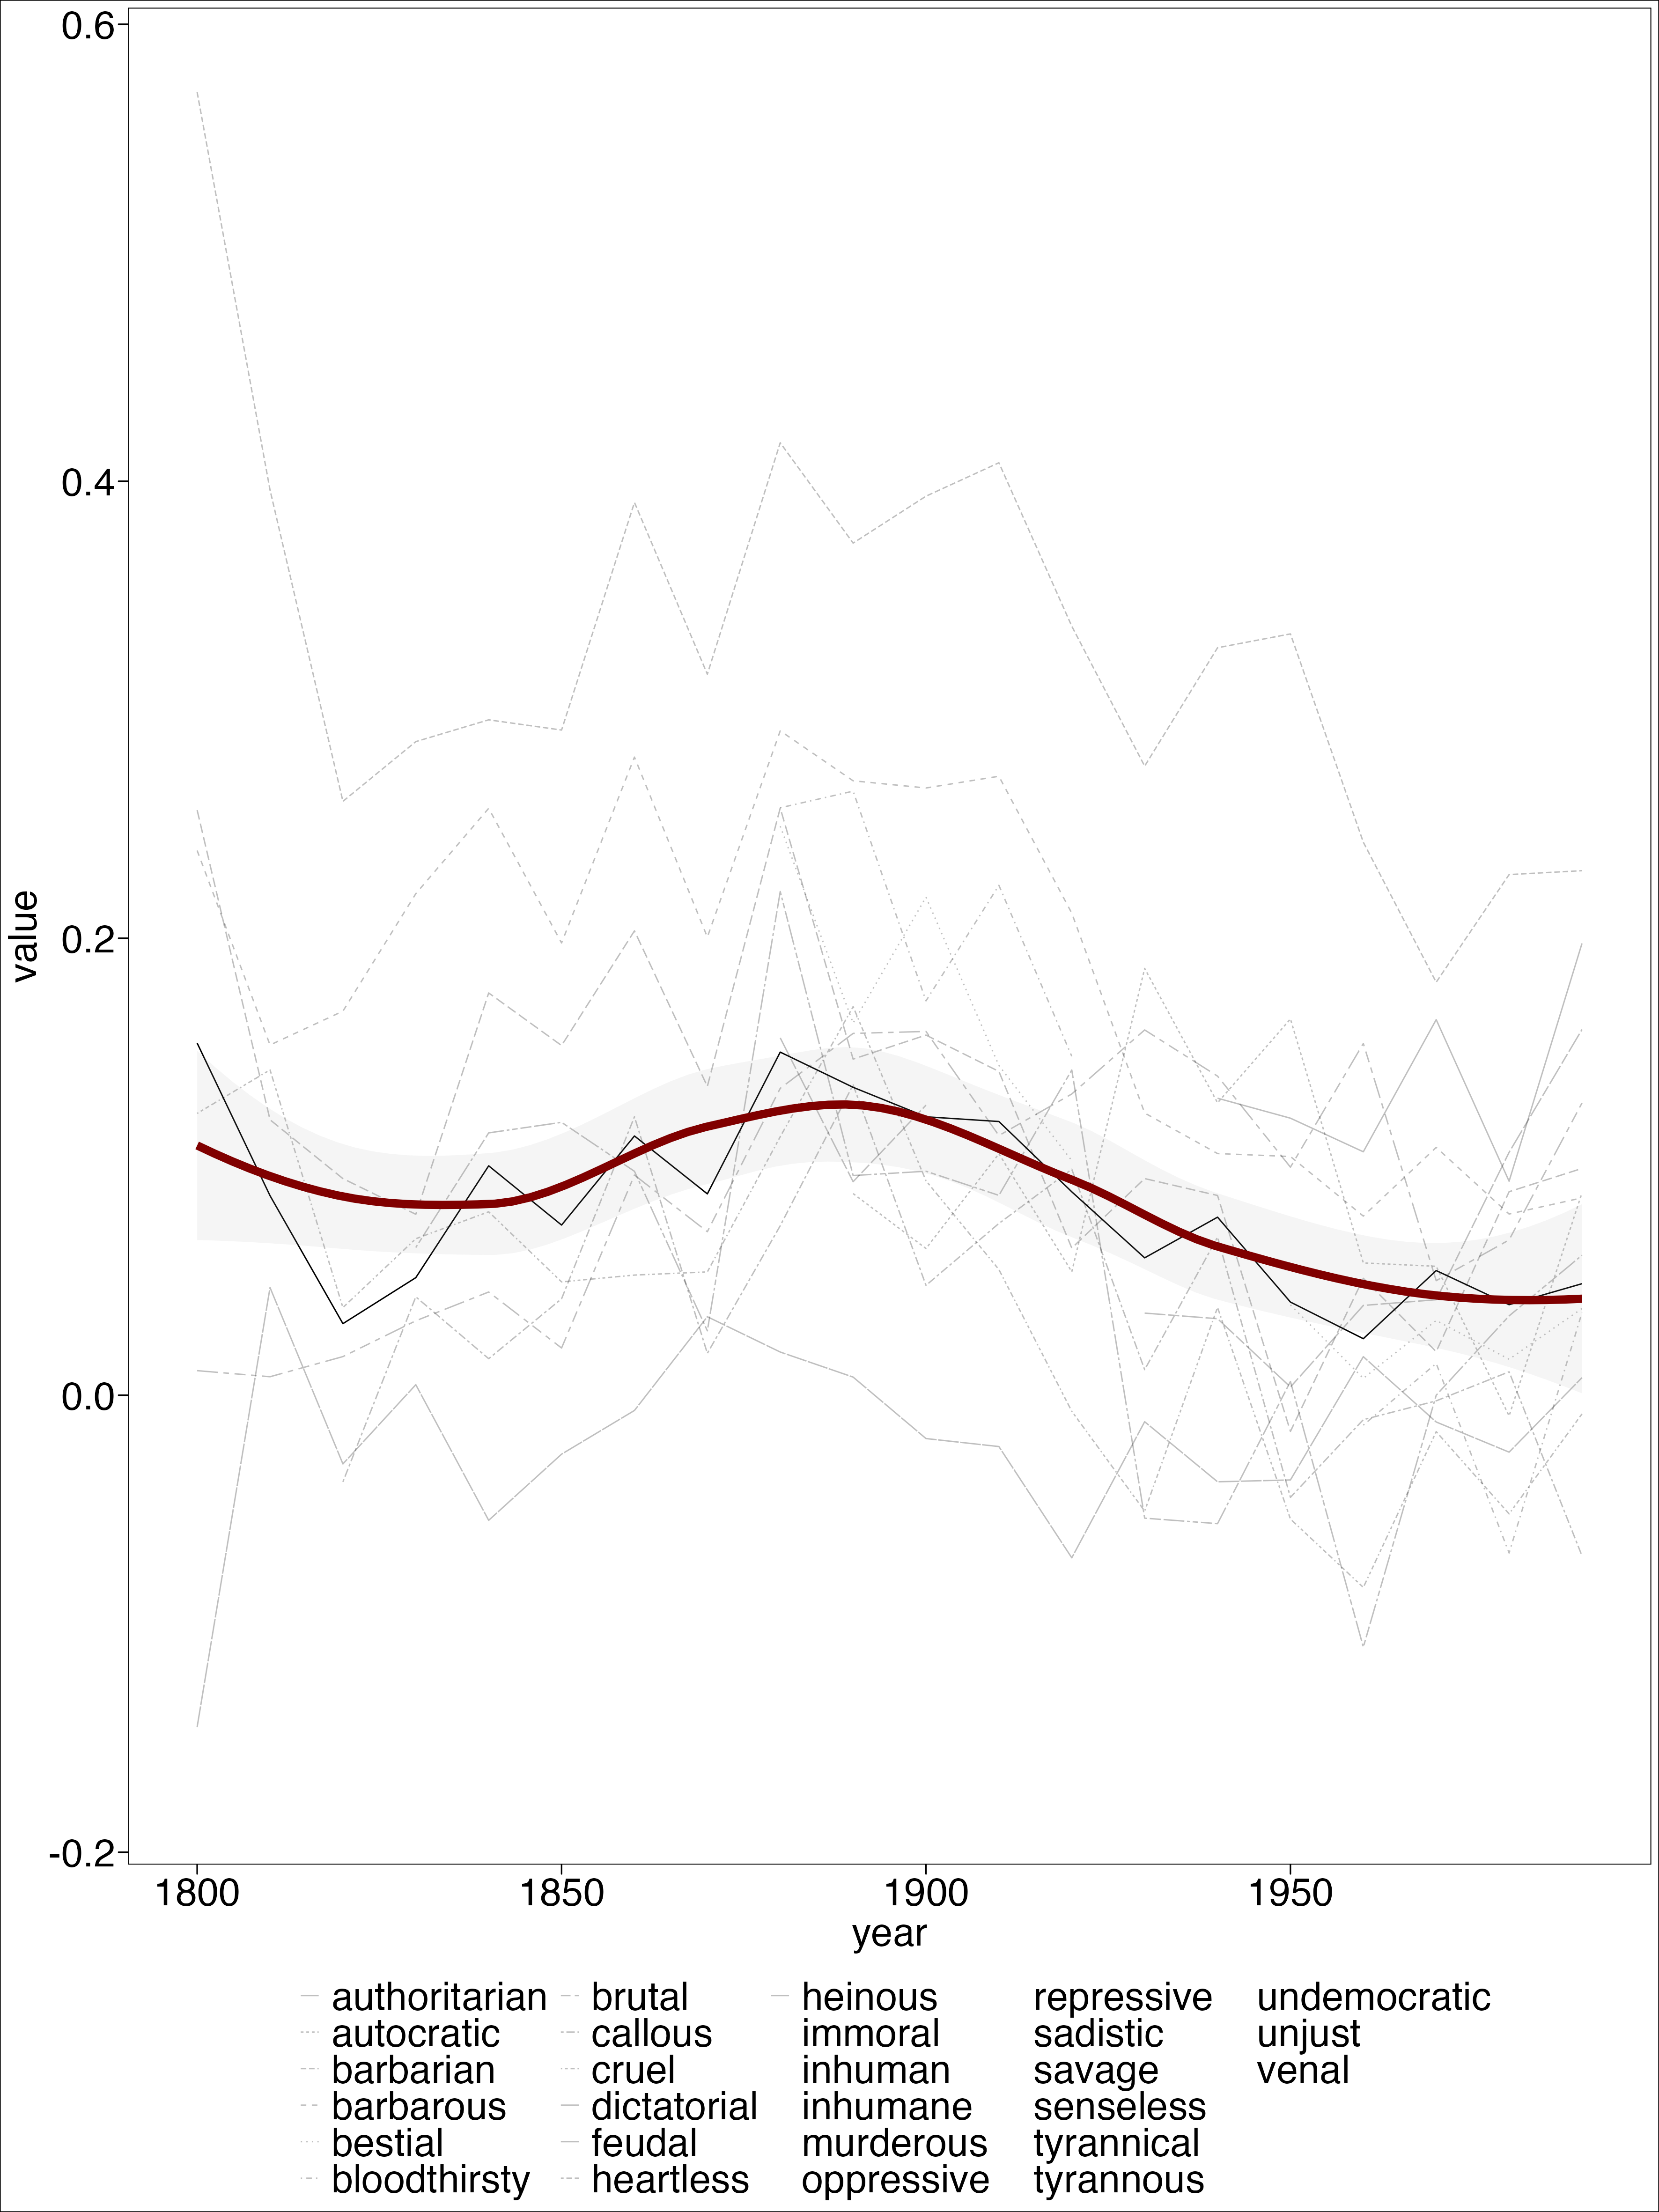 0.6
0.4
0.2
0.0
-0.2
value
1800 1850 1900 1950
year
authoritarian brutal heinous repressive undemocratic
autocratic callous immoral sadistic unjust
barbarian cruel inhuman savage venal
barbarous dictatorial inhumane senseless
bestial feudal murderous tyrannical
bloodthirsty heartless oppressive tyrannous